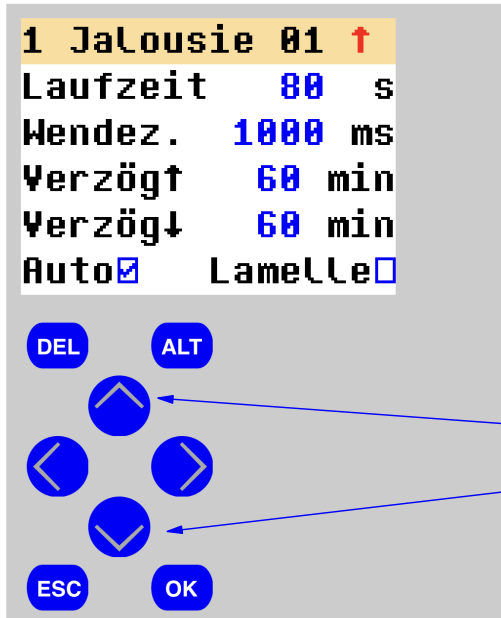 1 Jalousie 01 ↑
Laufzeit 80 s
Wendez. 1000 ms
Verzög↑ 60 min
Verzög↓ 60 min
Auto☑ Lamelle☐
DEL ALT
ESC OK